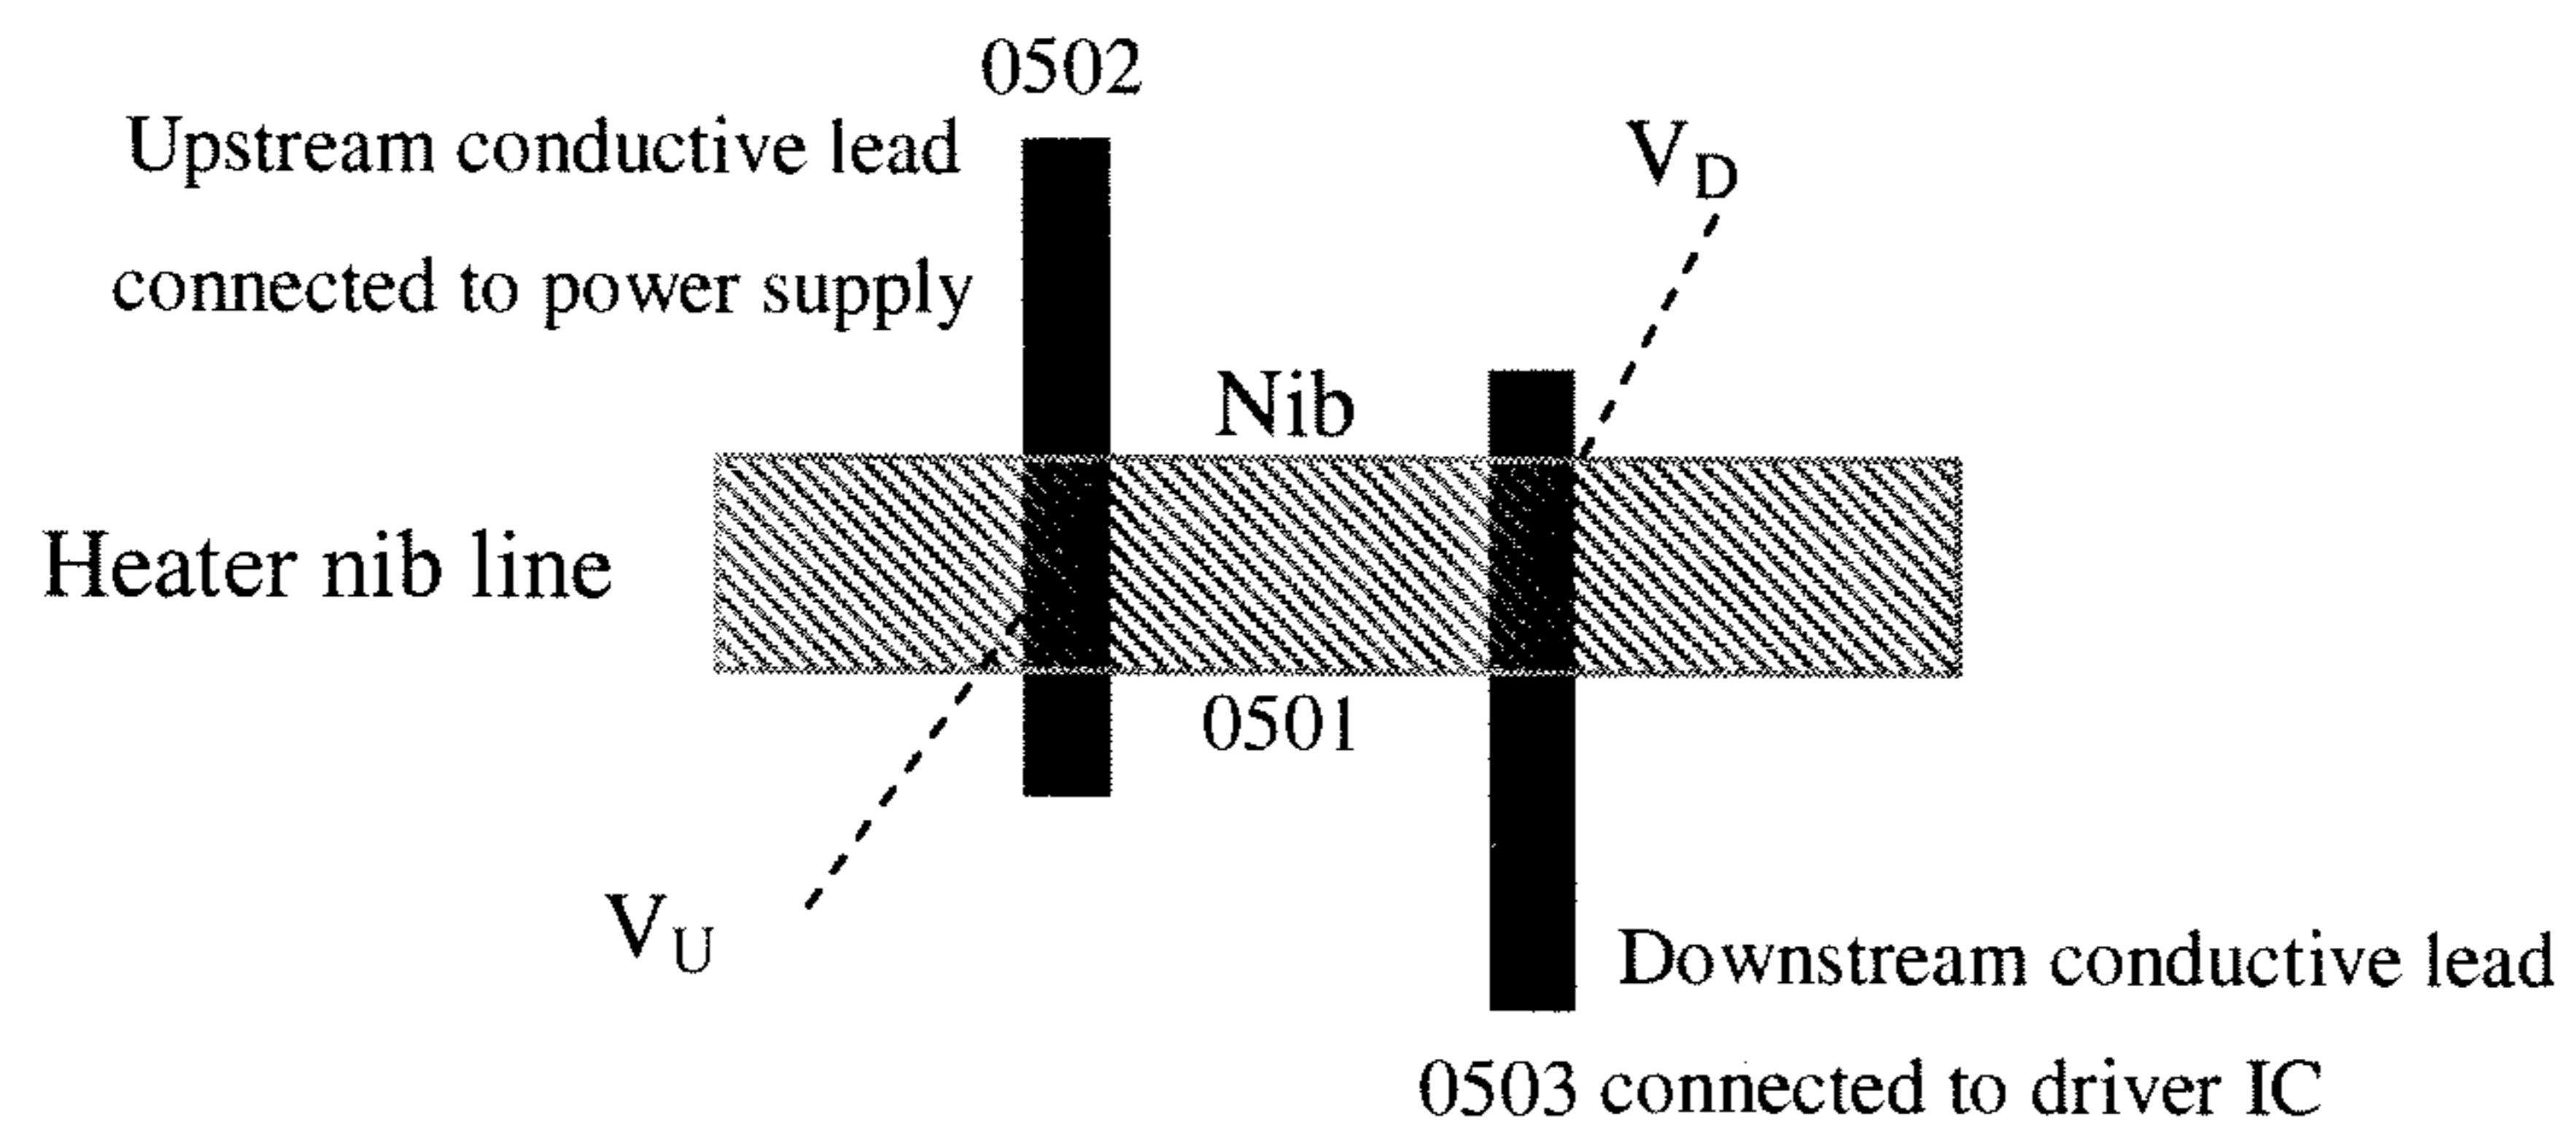 0502
Upstream conductive lead
connected to power supply
V_D
Nib
Heater nib line
0501
V_U
Downstream conductive lead
0503 connected to driver IC